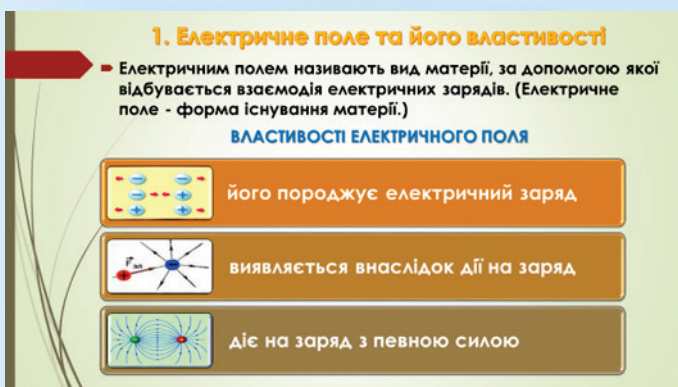 1. Електричне поле та його властивості
Електричним полем називають вид матерії, за допомогою якої
відбувається взаємодія електричних зарядів. (Електричне
поле - форма існування матерії.)
ВЛАСТИВОСТІ ЕЛЕКТРИЧНОГО ПОЛЯ
його породжує електричний заряд
виявляється внаслідок дії на заряд
діє на заряд з певною силою